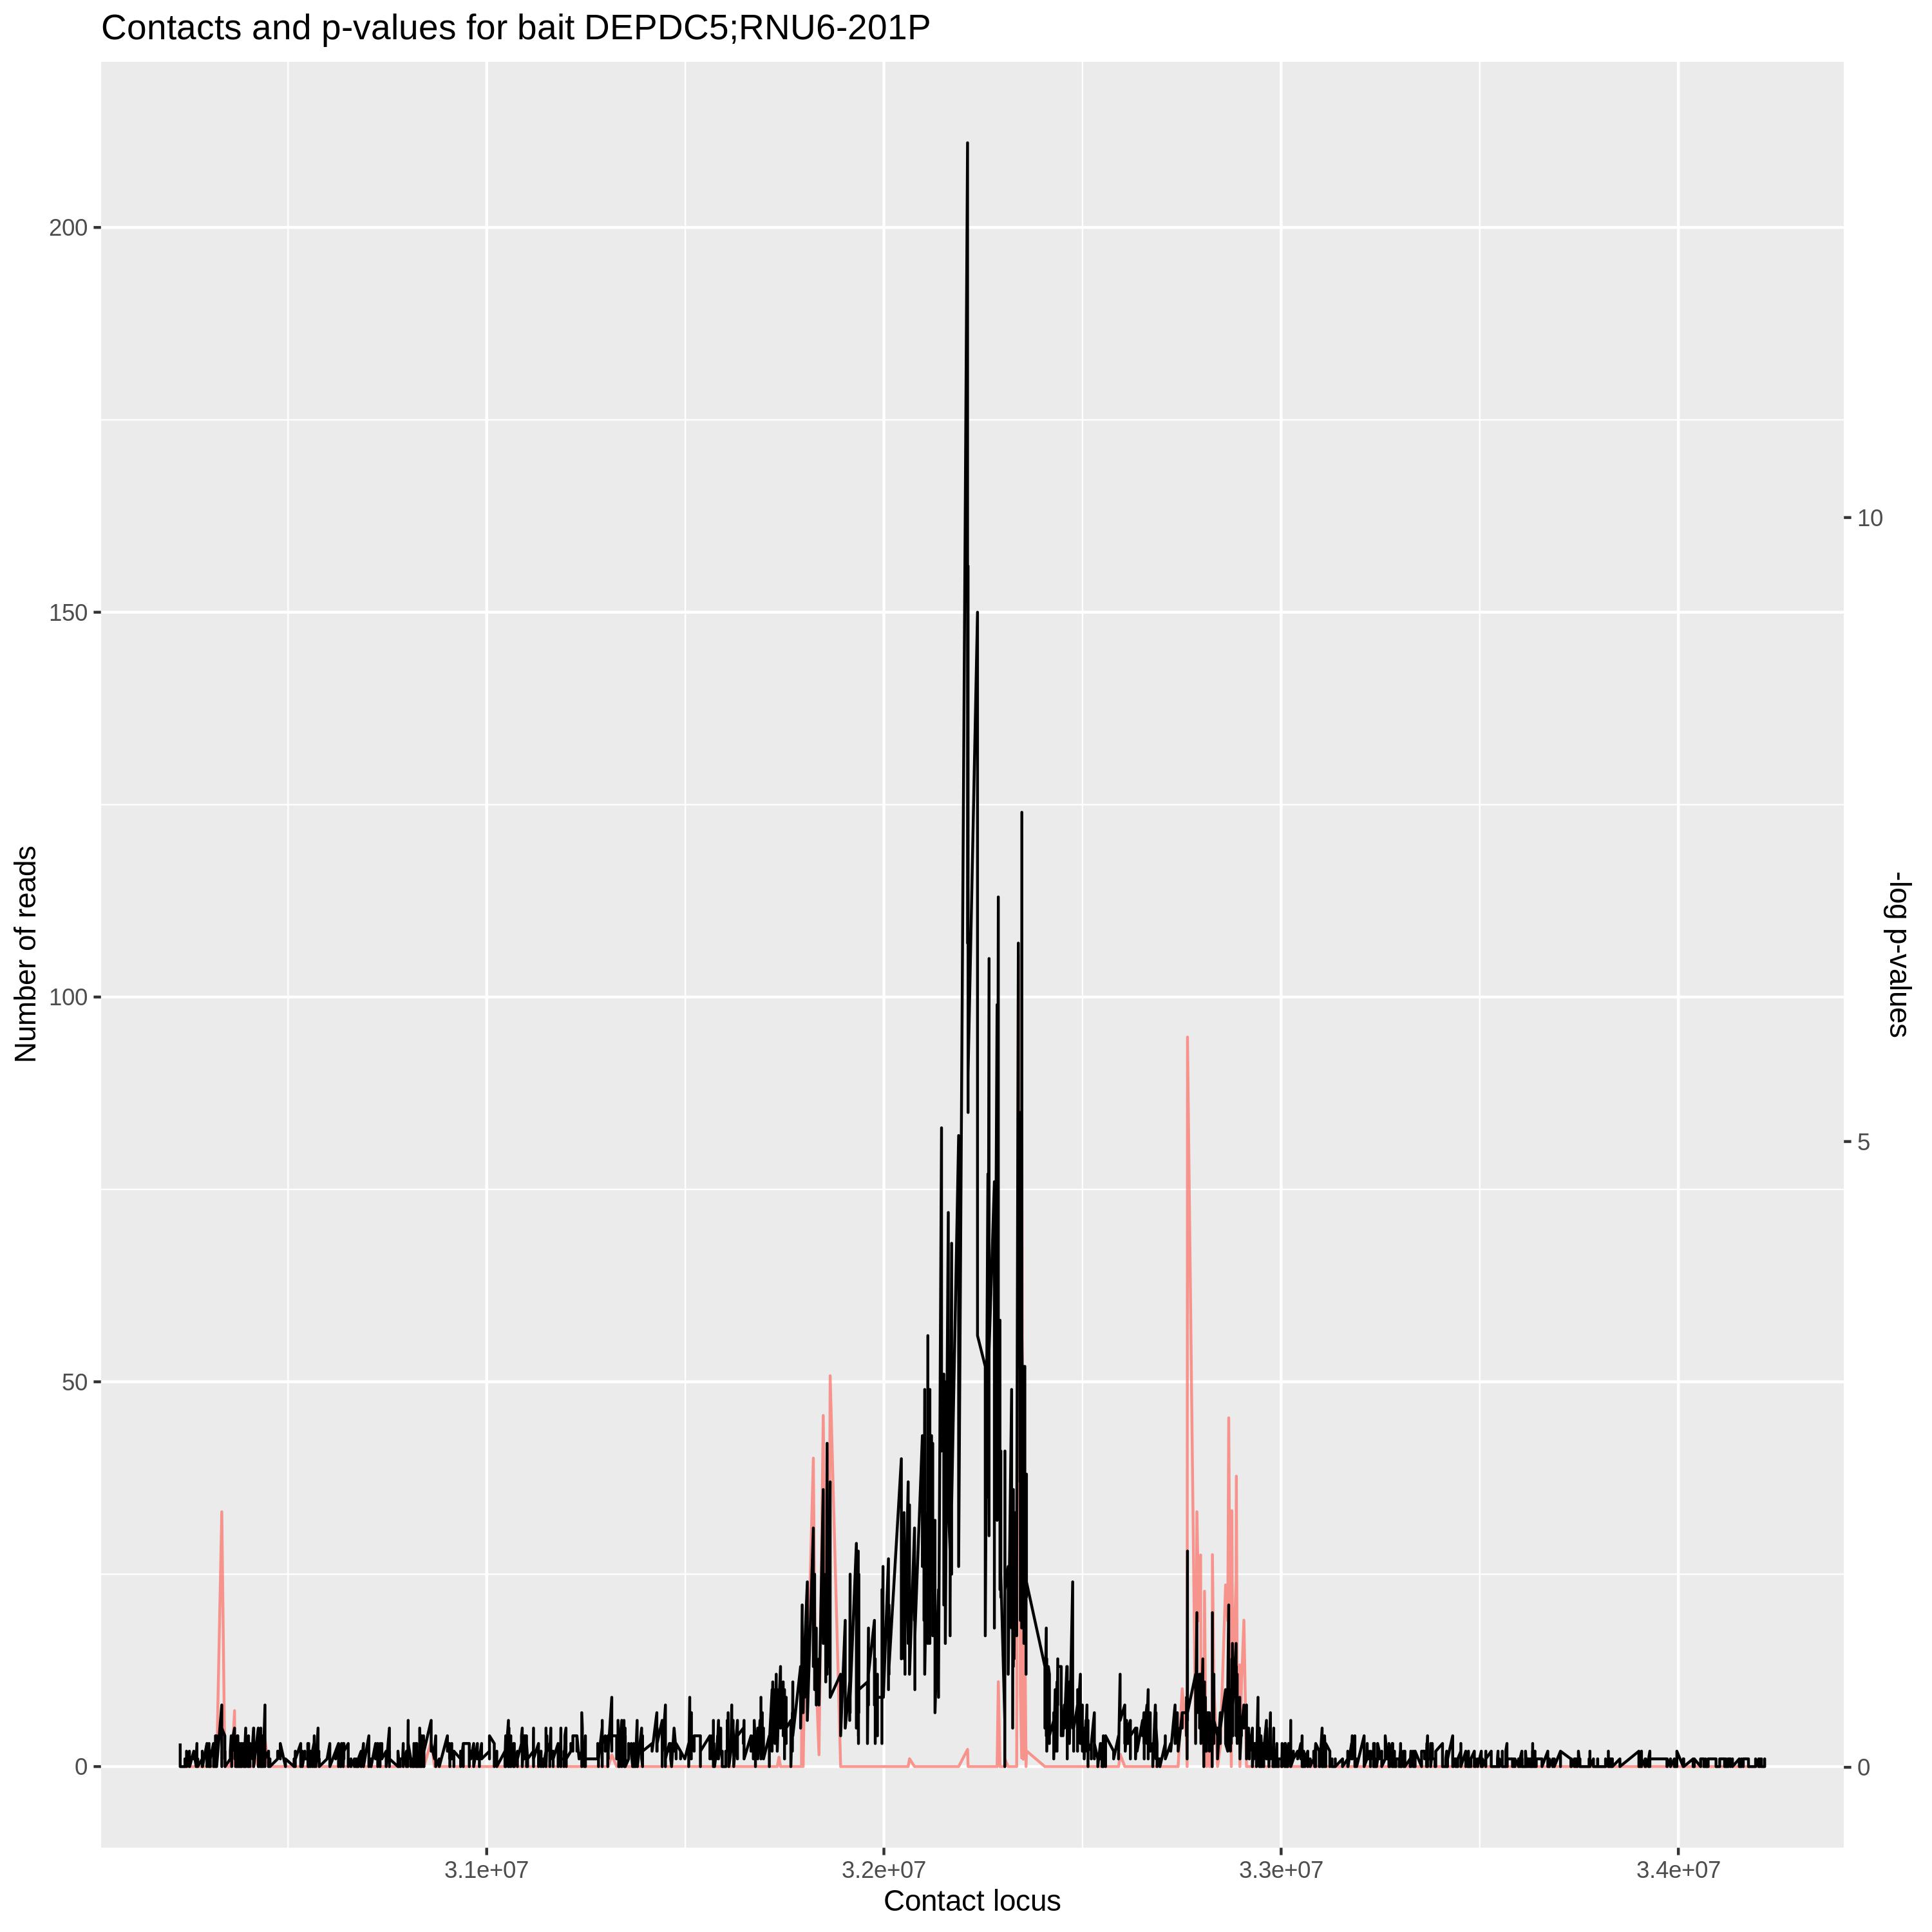 Contacts and p-values for bait DEPDC5;RNU6-201P
200
150
100
50
0
Number of reads
10
5
0
-log p-values
3.1e+07
3.2e+07
3.3e+07
3.4e+07
Contact locus